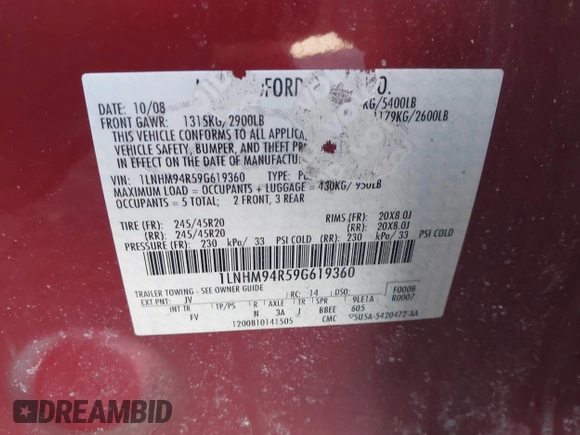 FORD
O.
DATE: 10/08
KG/5400LB
FRONT GAWR: 1315KG/2900LB
1179KG/2600LB
THIS VEHICLE CONFORMS TO ALL APPLICA
VEHICLE SAFETY, BUMPER, AND THEFT PR
IN EFFECT ON THE DATE OF MANUFACTUR
VIN: 1LNHM94R59G619360 TYPE:
MAXIMUM LOAD = OCCUPANTS + LUGGAGE = 430KG/ 950LB
OCCUPANTS = 5 TOTAL; 2 FRONT, 3 REAR
TIRE (FR): 245/45R20 RIMS (FR): 20X8.0J
(RR): 245/45R20 (RR): 20X8.0J
PRESSURE (FR): 230 kPa/ 33 PSI COLD (RR): 230 kPa/ 33 PSI COLD
1LNHM94R59G619360
TRAILER TOWING - SEE OWNER GUIDE
RC: 14 DSO:
F0008
R0007
EXT PNT: JV
INT TR TP/PS R AXLE TR SPR 9LE1A
FV N 3A J BBEE 605
120081014150S CMC 5U5A-5420472-AA
DREAMBID